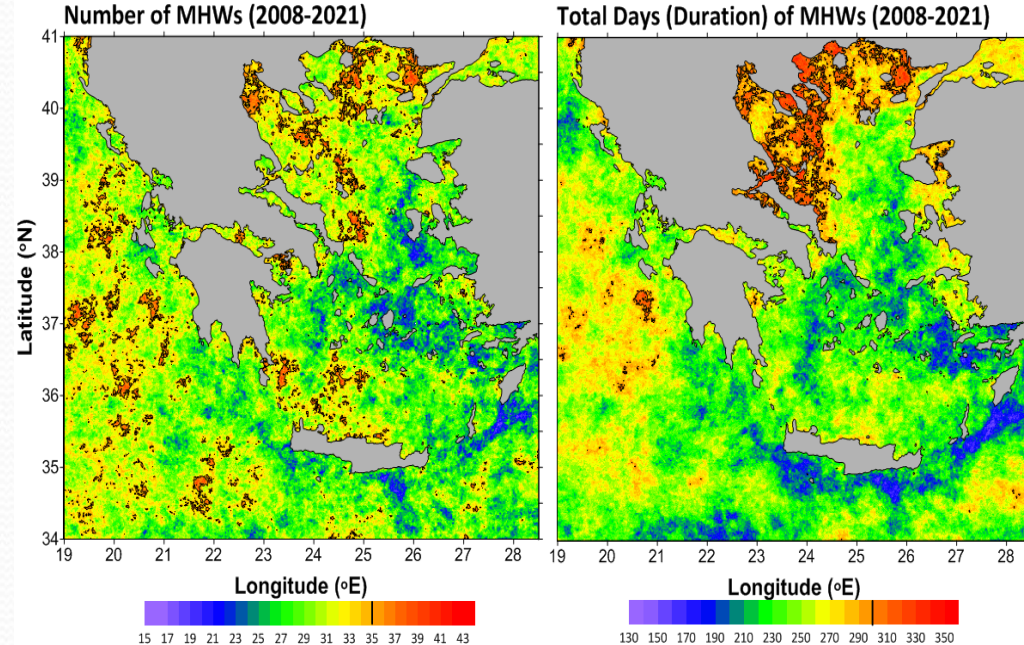 Number of MHWs (2008-2021)
Total Days (Duration) of MHWs (2008-2021)
Latitude (ºN)
41
40
39
38
37
36
35
34
19 20 21 22 23 24 25 26 27 28
19 20 21 22 23 24 25 26 27 28
Longitude (ºE)
Longitude (ºE)
15 17 19 21 23 25 27 29 31 33 35 37 39 41 43
130 150 170 190 210 230 250 270 290 310 330 350